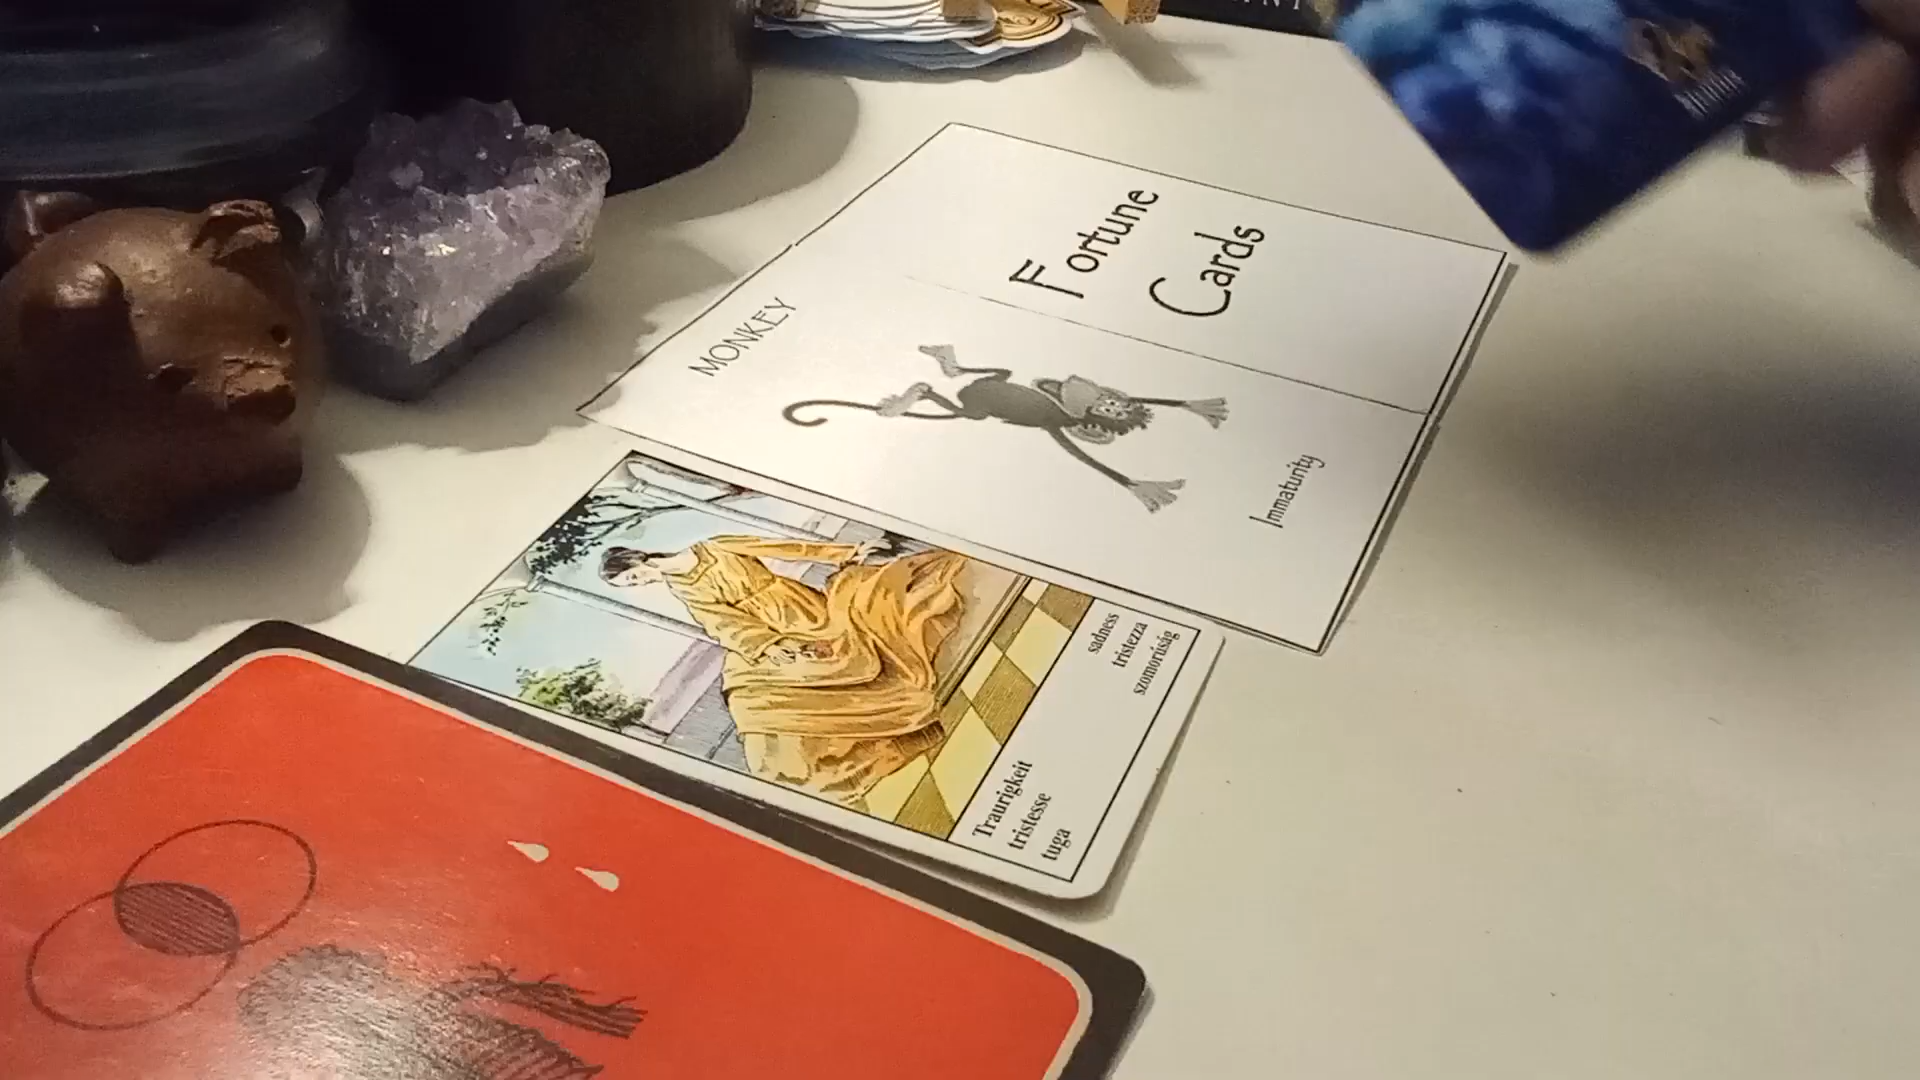 MONKEY
Fortune
Cards
Immaturity
sadness
tristezza
szomorúság
Traurigkeit
tristesse
tuga